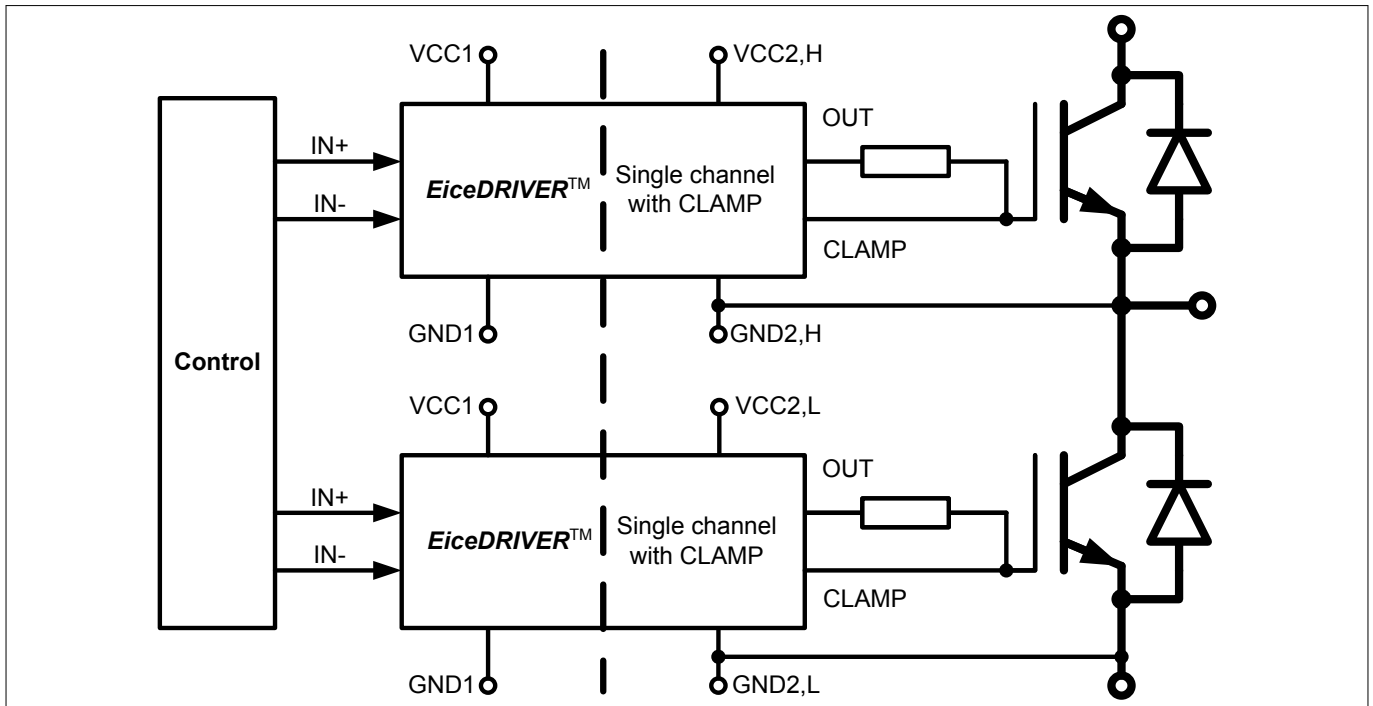 VCC1
VCC2,H
OUT
IN+
IN-
EiceDRIVER™
Single channel
with CLAMP
CLAMP
GND1
GND2,H
Control
VCC1
VCC2,L
OUT
IN+
IN-
EiceDRIVER™
Single channel
with CLAMP
CLAMP
GND1
GND2,L